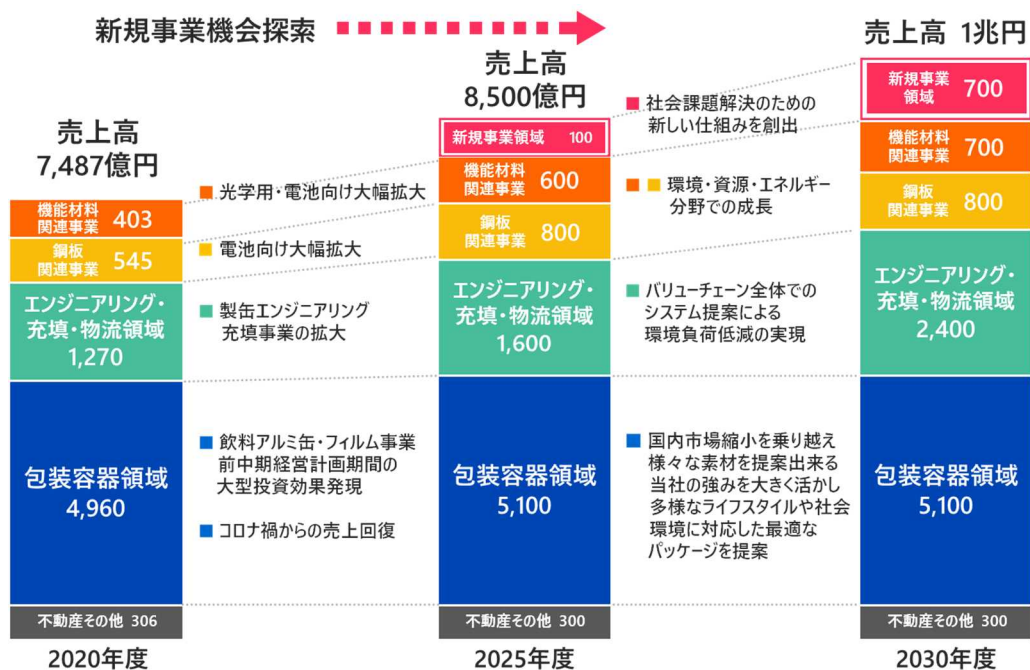 新規事業機会探索
売上高
7,487億円
機能材料
関連事業 403
鋼板
関連事業 545
エンジニアリング・
充填・物流領域
1,270
包装容器領域
4,960
不動産その他 306
2020年度
光学用・電池向け大幅拡大
電池向け大幅拡大
製缶エンジニアリング
充填事業の拡大
飲料アルミ缶・フィルム事業
前中期経営計画期間の
大型投資効果発現
コロナ禍からの売上回復
売上高
8,500億円
新規事業領域 100
機能材料
関連事業 600
鋼板
関連事業 800
エンジニアリング・
充填・物流領域
1,600
包装容器領域
5,100
不動産その他 300
2025年度
社会課題解決のための
新しい仕組みを創出
環境・資源・エネルギー
分野での成長
バリューチェーン全体での
システム提案による
環境負荷低減の実現
国内市場縮小を乗り越え
様々な素材を提案出来る
当社の強みを大きく活かし
多様なライフスタイルや社会
環境に対応した最適な
パッケージを提案
売上高 1兆円
新規事業
領域 700
機能材料
関連事業 700
鋼板
関連事業 800
エンジニアリング・
充填・物流領域
2,400
包装容器領域
5,100
不動産その他 300
2030年度